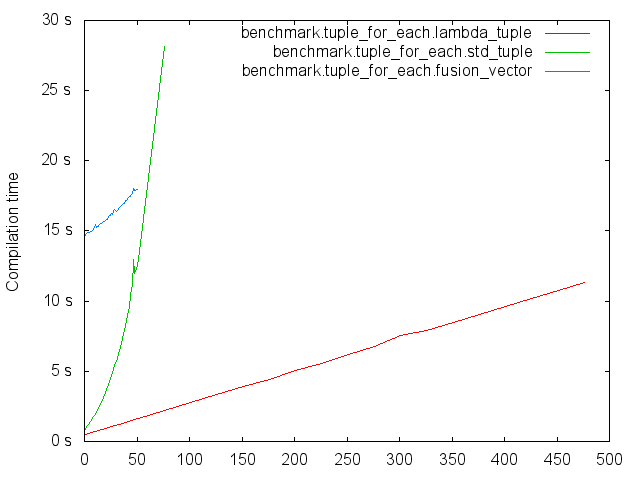 30 s
25 s
20 s
15 s
10 s
5 s
0 s
Compilation time
benchmark.tuple_for_each.lambda_tuple
benchmark.tuple_for_each.std_tuple
benchmark.tuple_for_each.fusion_vector
0 50 100 150 200 250 300 350 400 450 500